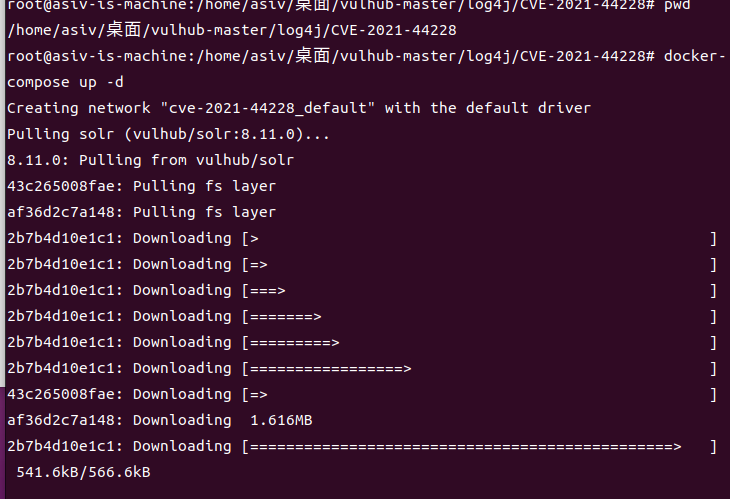 root@asiv-is-machine:/home/asiv/桌面/vulhub-master/log4j/CVE-2021-44228# pwd
/home/asiv/桌面/vulhub-master/log4j/CVE-2021-44228
root@asiv-is-machine:/home/asiv/桌面/vulhub-master/log4j/CVE-2021-44228# docker-
compose up -d
Creating network "cve-2021-44228_default" with the default driver
Pulling solr (vulhub/solr:8.11.0)...
8.11.0: Pulling from vulhub/solr
43c265008fae: Pulling fs layer
af36d2c7a148: Pulling fs layer
2b7b4d10e1c1: Downloading [>                                                  ]
2b7b4d10e1c1: Downloading [=>                                                 ]
2b7b4d10e1c1: Downloading [===>                                               ]
2b7b4d10e1c1: Downloading [=======>                                           ]
2b7b4d10e1c1: Downloading [=========>                                         ]
2b7b4d10e1c1: Downloading [=================>                                 ]
43c265008fae: Downloading [=>                                                 ]
af36d2c7a148: Downloading  1.616MB
2b7b4d10e1c1: Downloading [===============================================>   ]
 541.6kB/566.6kB